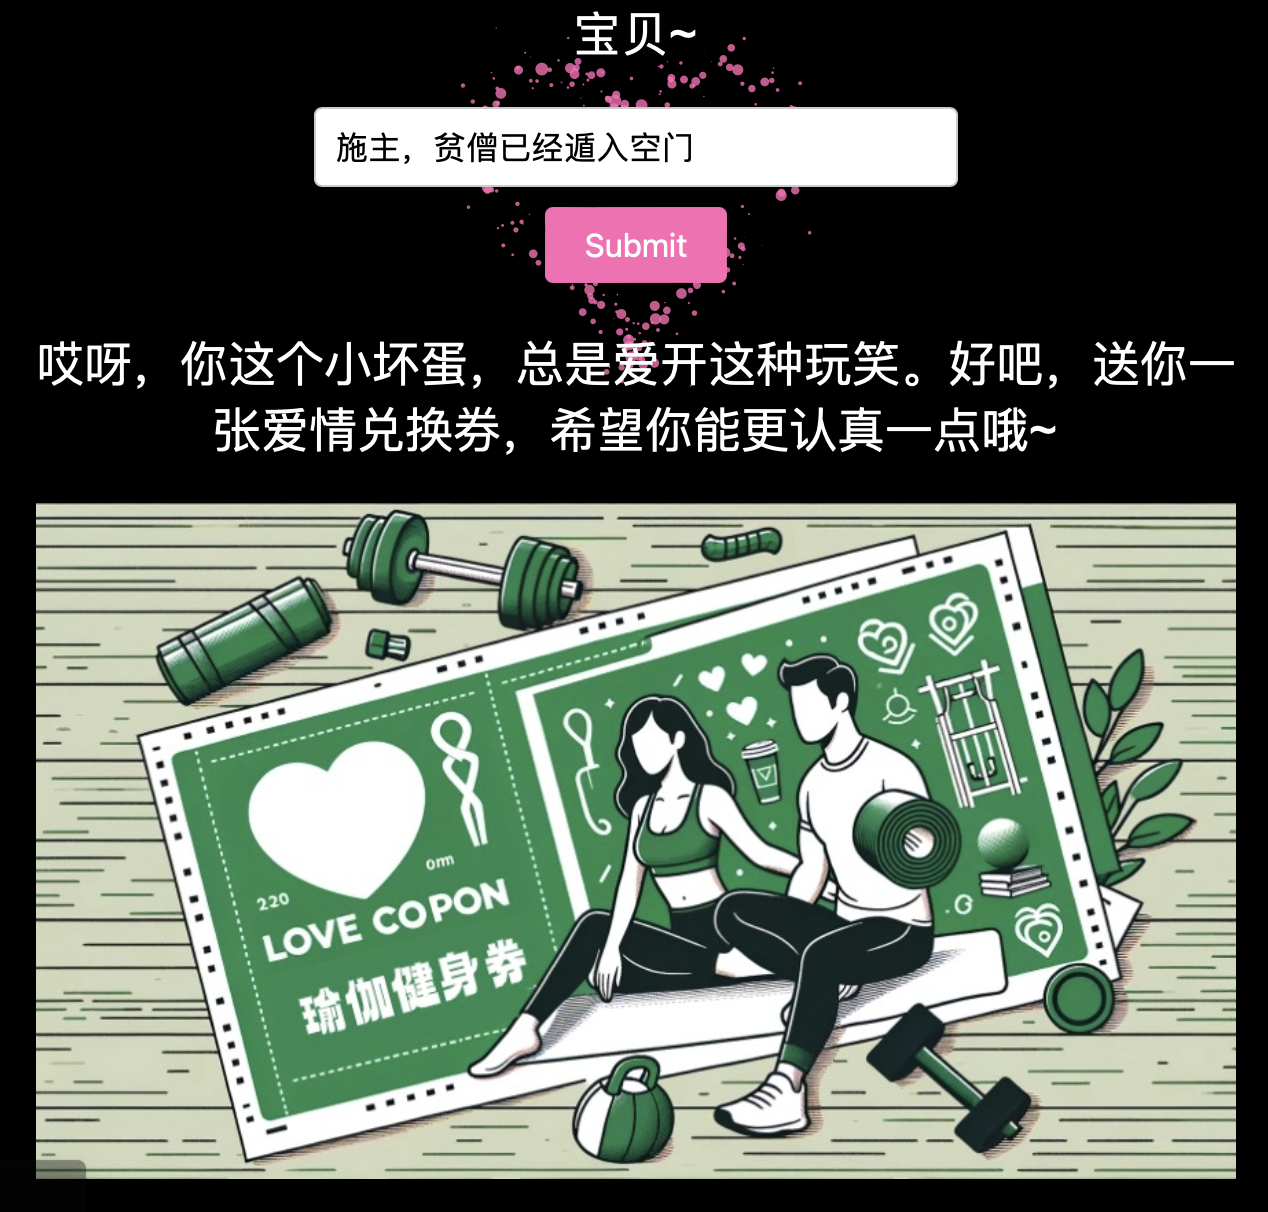 宝贝~
施主，贫僧已经遁入空门
Submit
哎呀，你这个小坏蛋，总是爱开这种玩笑。好吧，送你一
张爱情兑换券，希望你能更认真一点哦~
220
0m
LOVE COPON
瑜伽健身券